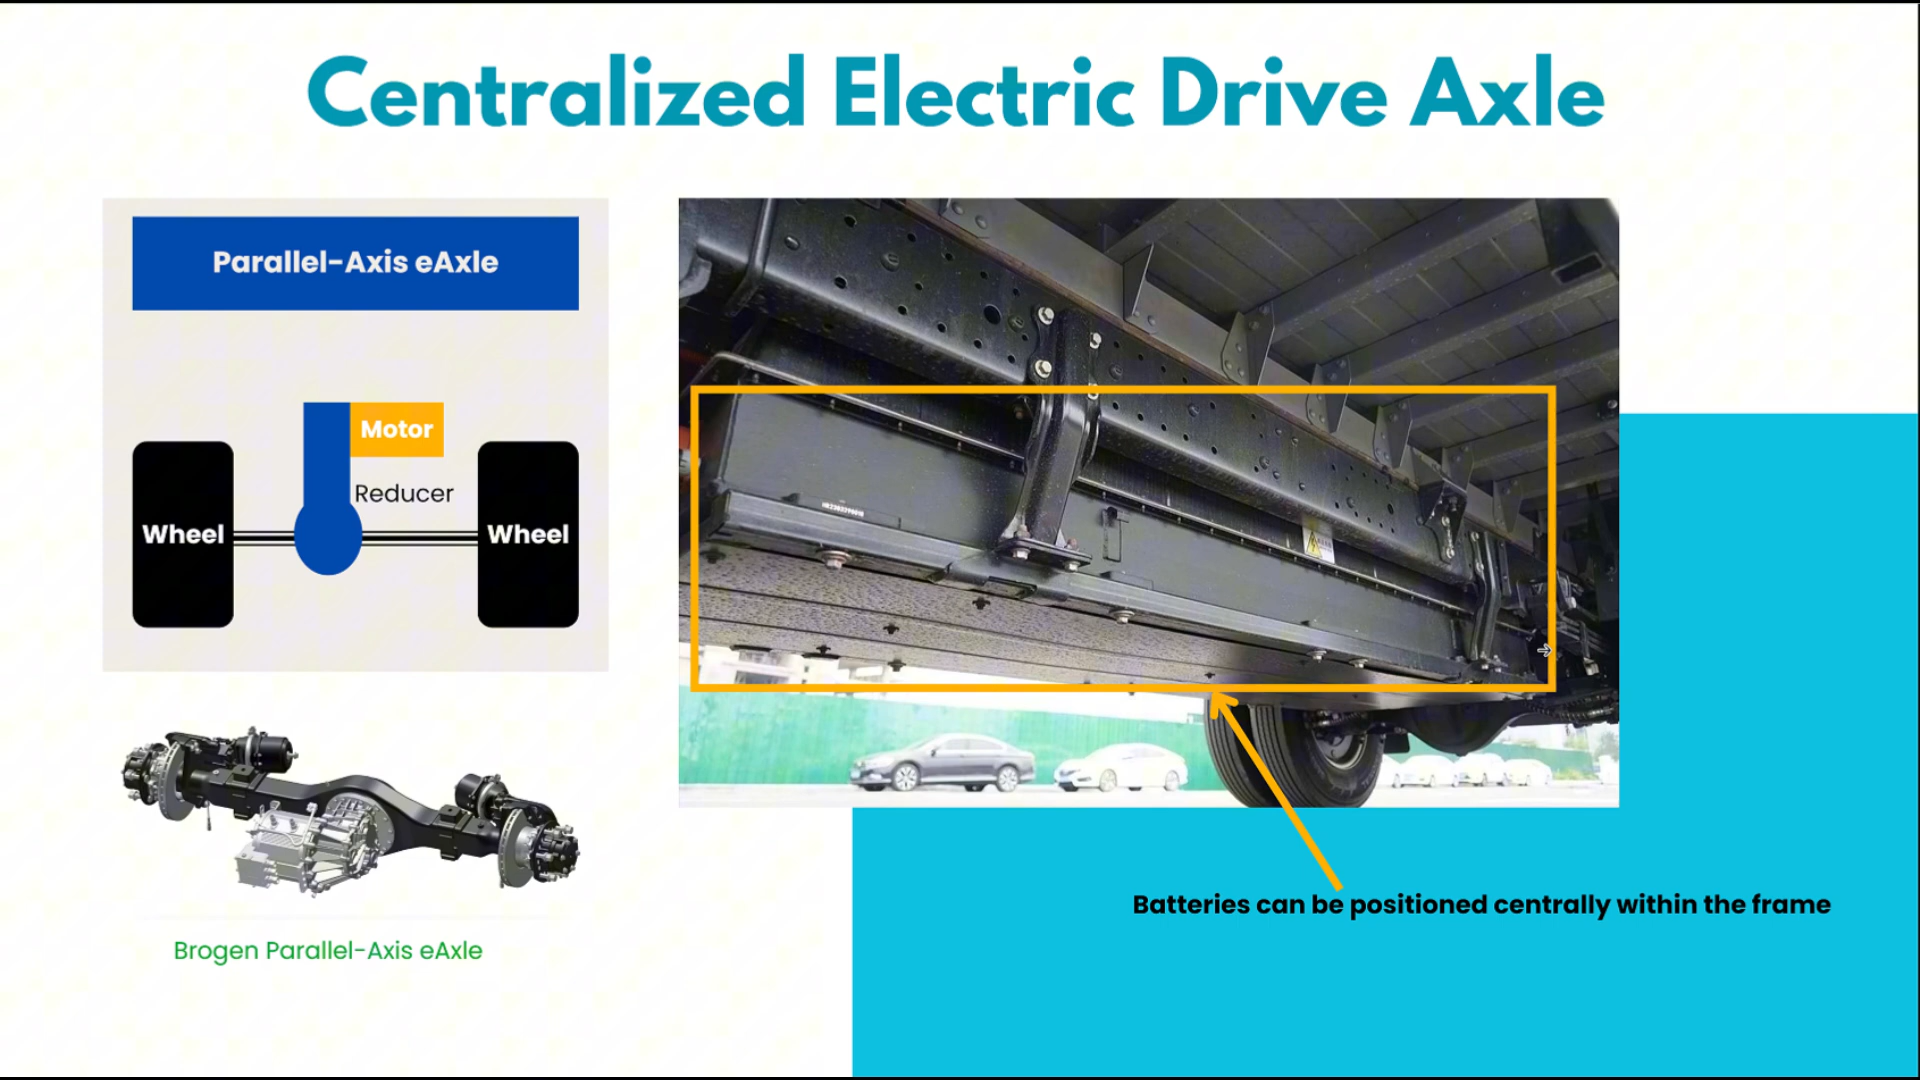 Centralized Electric Drive Axle
Parallel-Axis eAxle
Motor
Reducer
Wheel
Wheel
Brogen Parallel-Axis eAxle
Batteries can be positioned centrally within the frame